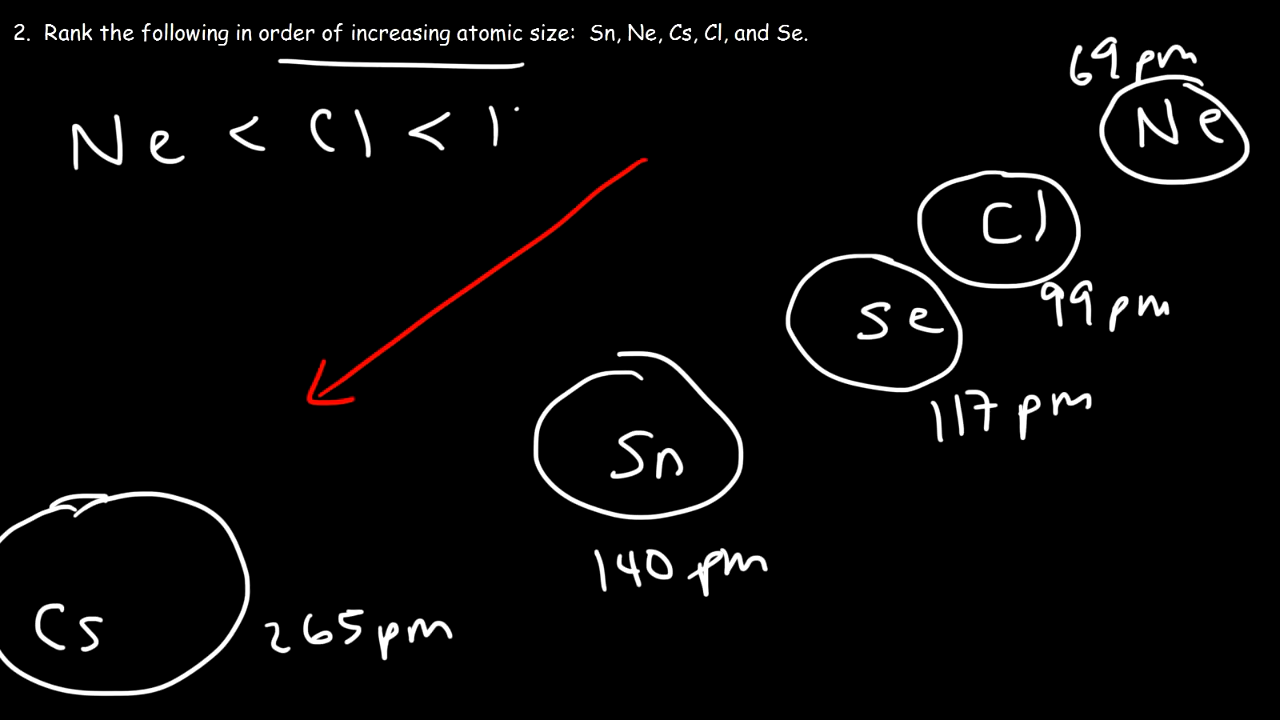 2. Rank the following in order of increasing atomic size: Sn, Ne, Cs, Cl, and Se.
69 pm
Ne < Cl <
Ne
Cl
99 pm
Se
117 pm
Sn
140 pm
Cs
265 pm